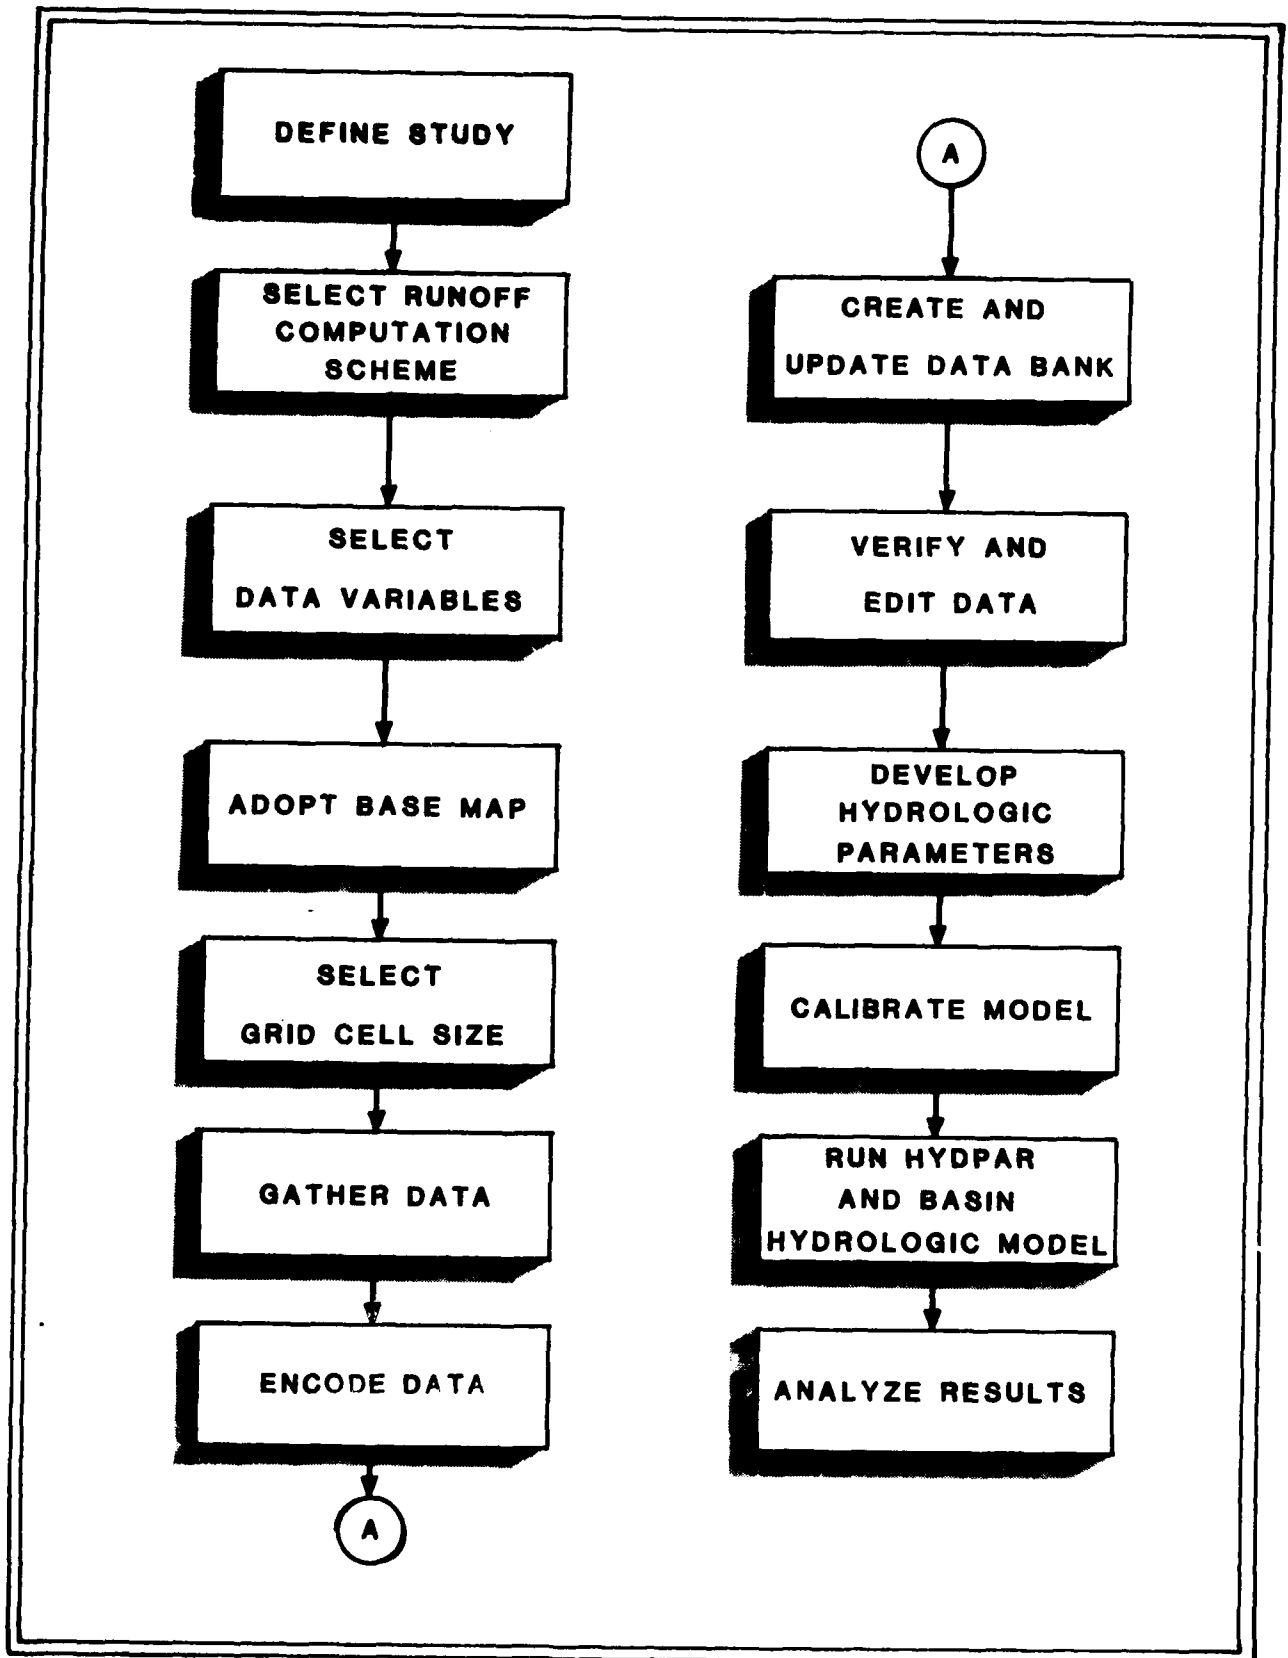 DEFINE STUDY
SELECT RUNOFF
COMPUTATION
SCHEME
SELECT
DATA VARIABLES
ADOPT BASE MAP
SELECT
GRID CELL SIZE
GATHER DATA
ENCODE DATA
A
A
CREATE AND
UPDATE DATA BANK
VERIFY AND
EDIT DATA
DEVELOP
HYDROLOGIC
PARAMETERS
CALIBRATE MODEL
RUN HYDPAR
AND BASIN
HYDROLOGIC MODEL
ANALYZE RESULTS